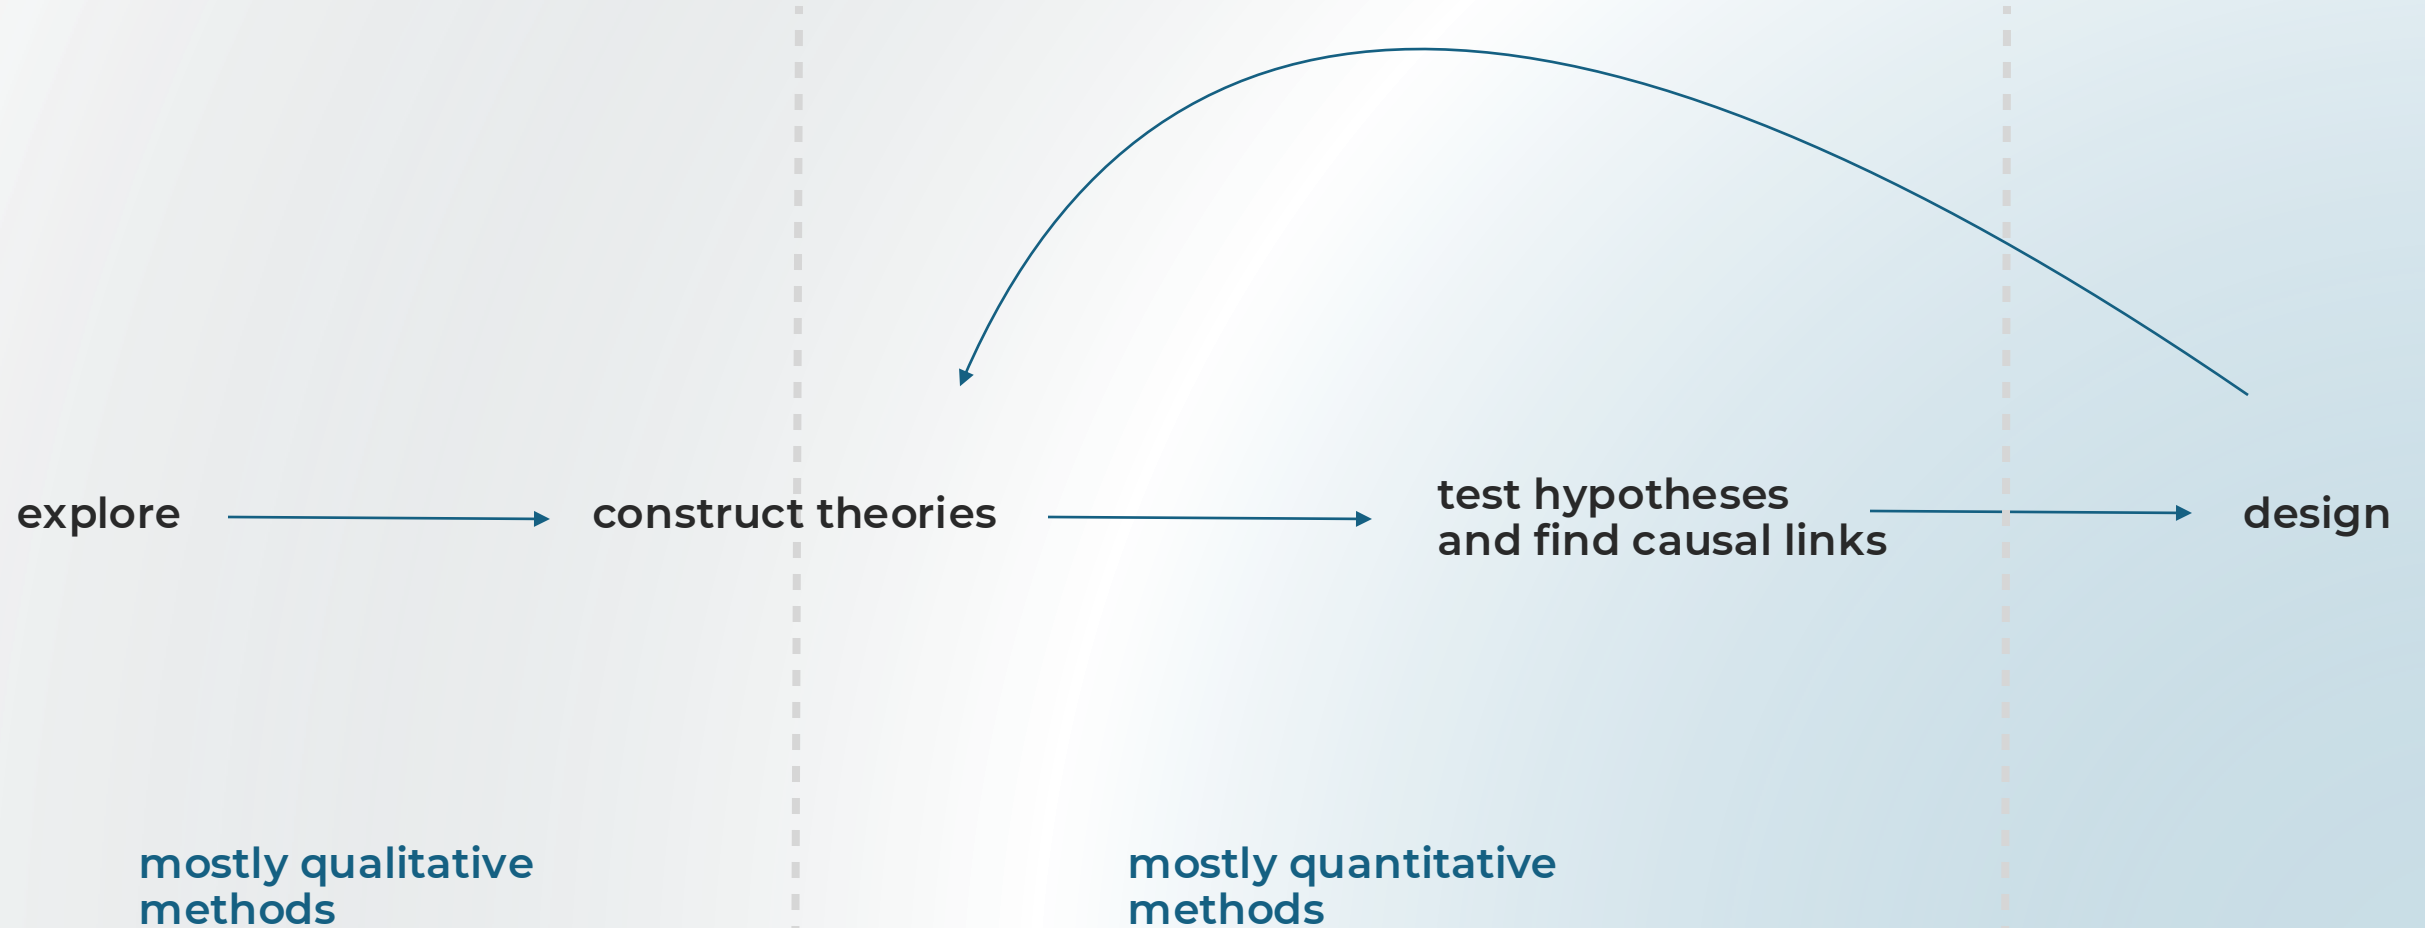 explore
construct theories
test hypotheses
and find causal links
design
mostly qualitative
methods
mostly quantitative
methods